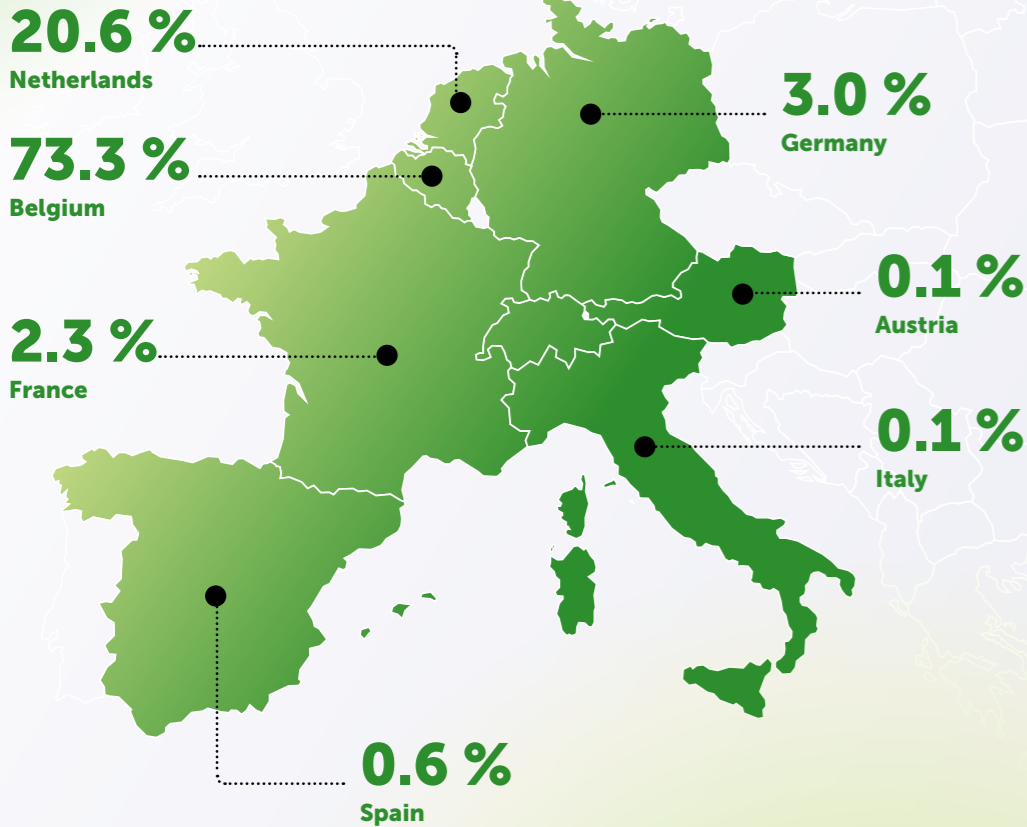 20.6 %
Netherlands
73.3 %
Belgium
2.3 %
France
3.0 %
Germany
0.1 %
Austria
0.1 %
Italy
0.6 %
Spain